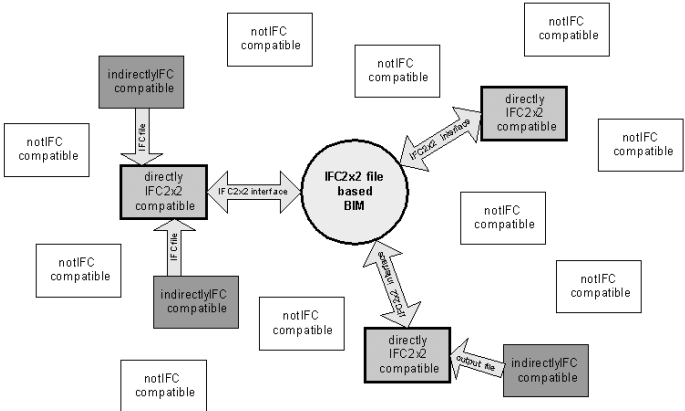 notIFC
compatible
notIFC
compatible
notIFC
compatible
indirectlyIFC
compatible
directly
IFC2x2
compatible
IFC2x2 interface
IFC file
notIFC
compatible
notIFC
compatible
directly
IFC2x2
compatible
IFC2x2 interface
IFC2x2 file
based
BIM
notIFC
compatible
IFC file
notIFC
compatible
indirectlyIFC
compatible
IFC2x2 interface
notIFC
compatible
notIFC
compatible
directly
IFC2x2
compatible
output file
indirectlyIFC
compatible
notIFC
compatible